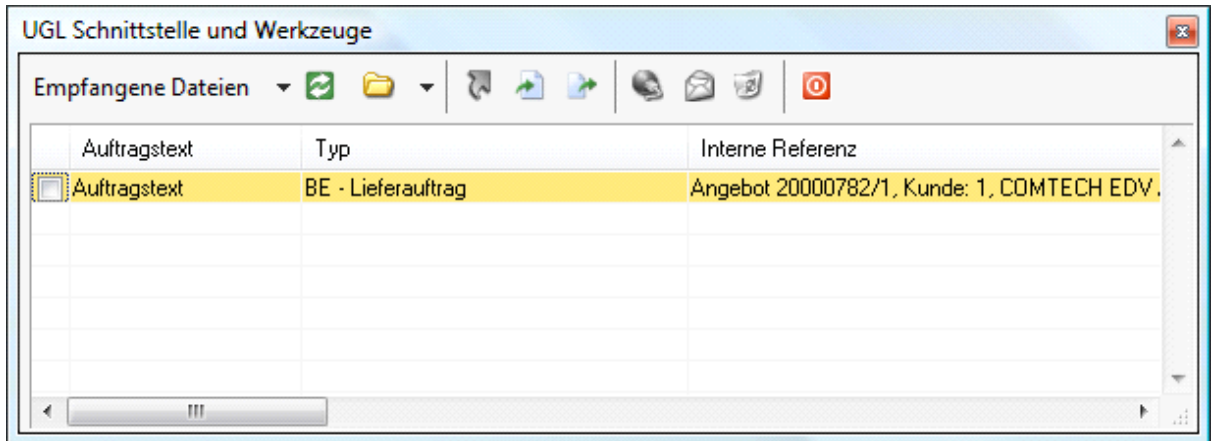 UGL Schnittstelle und Werkzeuge
Empfangene Dateien
Auftragstext Typ Interne Referenz
Auftragstext BE - Lieferauftrag Angebot 20000782/1, Kunde: 1, COMTECH EDV.